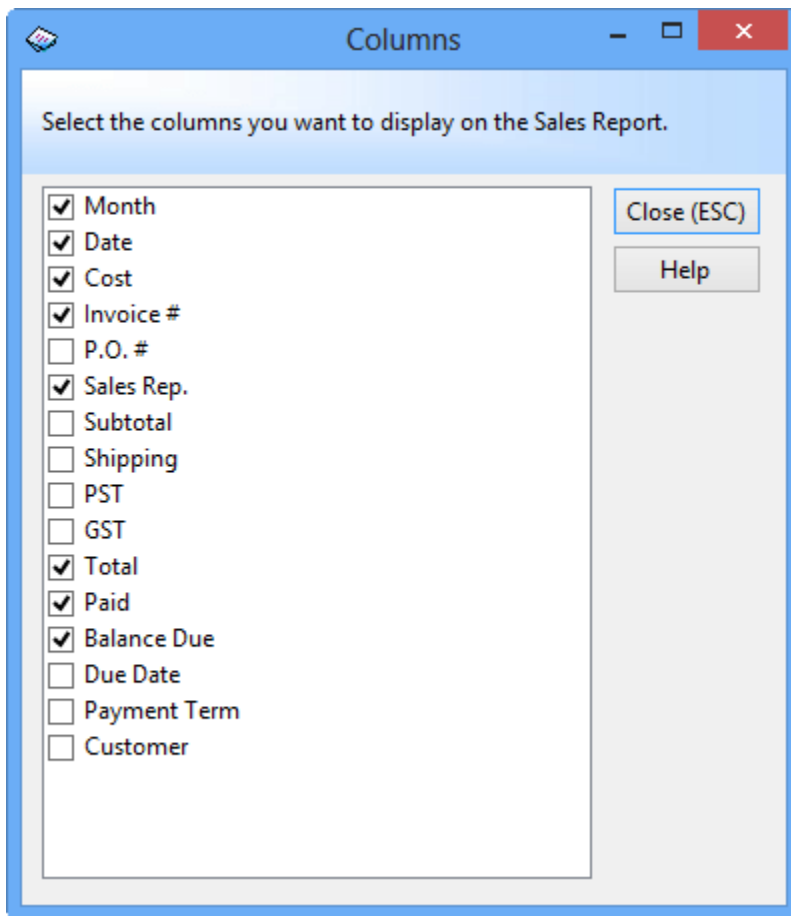 Columns
Select the columns you want to display on the Sales Report.
Month
Date
Cost
Invoice #
P.O. #
Sales Rep.
Subtotal
Shipping
PST
GST
Total
Paid
Balance Due
Due Date
Payment Term
Customer
Close (ESC)
Help